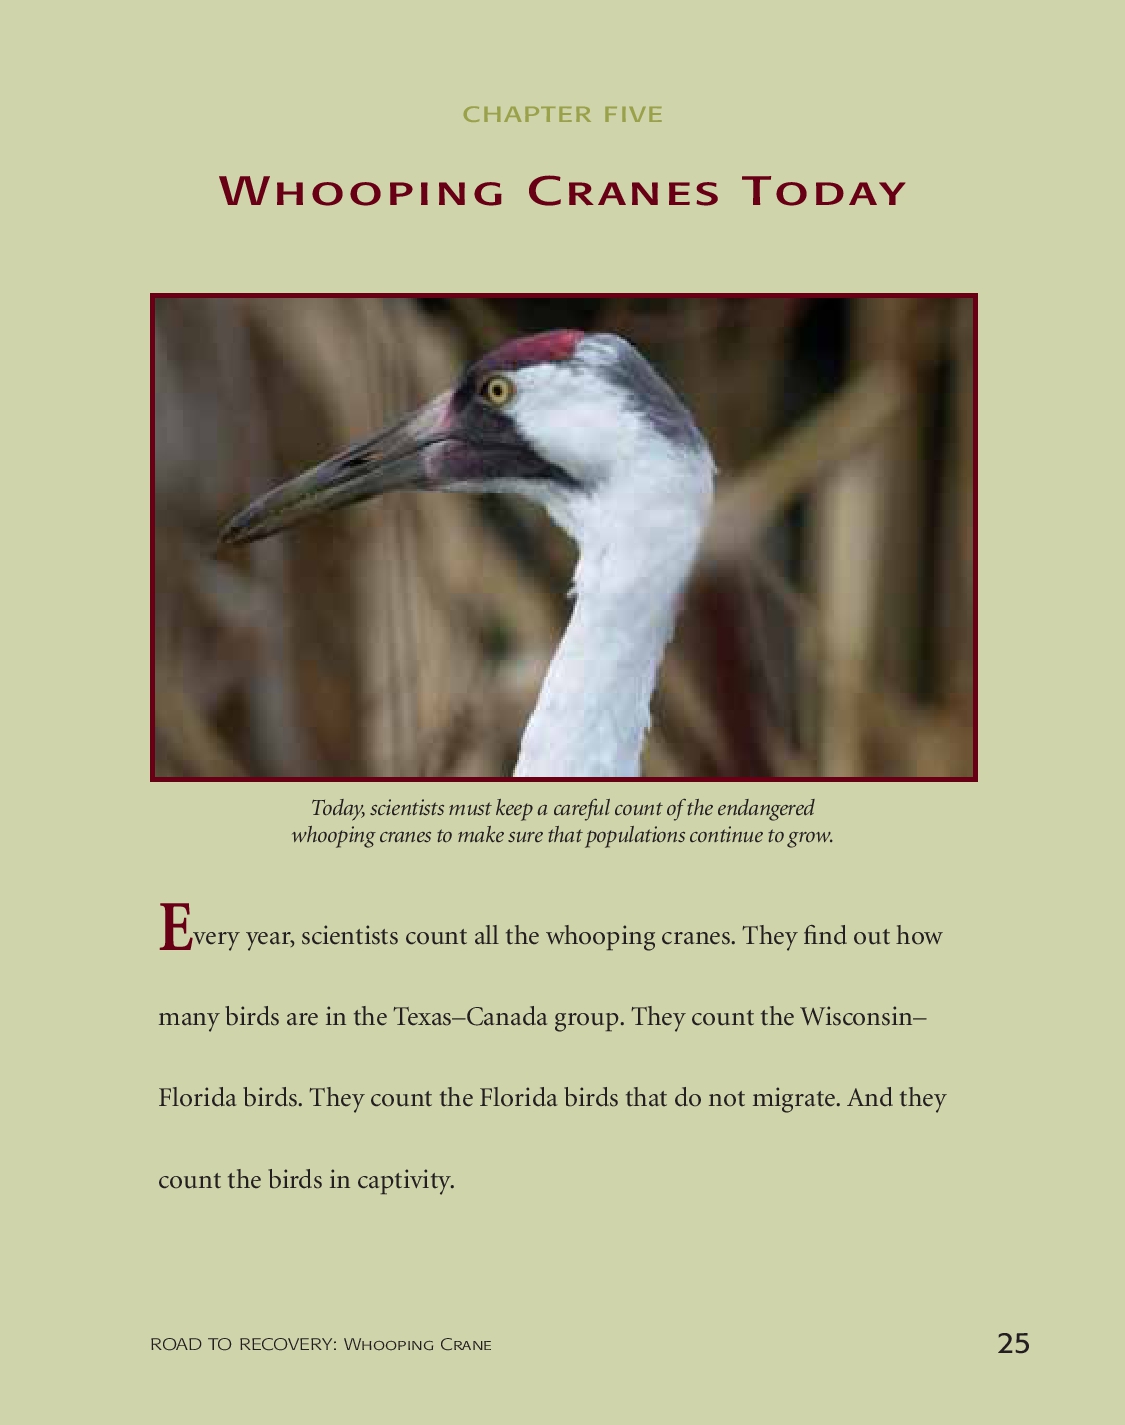 CHAPTER FIVE
Whooping Cranes Today
Today, scientists must keep a careful count of the endangered
whooping cranes to make sure that populations continue to grow.
Every year, scientists count all the whooping cranes. They find out how
many birds are in the Texas–Canada group. They count the Wisconsin–
Florida birds. They count the Florida birds that do not migrate. And they
count the birds in captivity.
ROAD TO RECOVERY: Whooping Crane
25